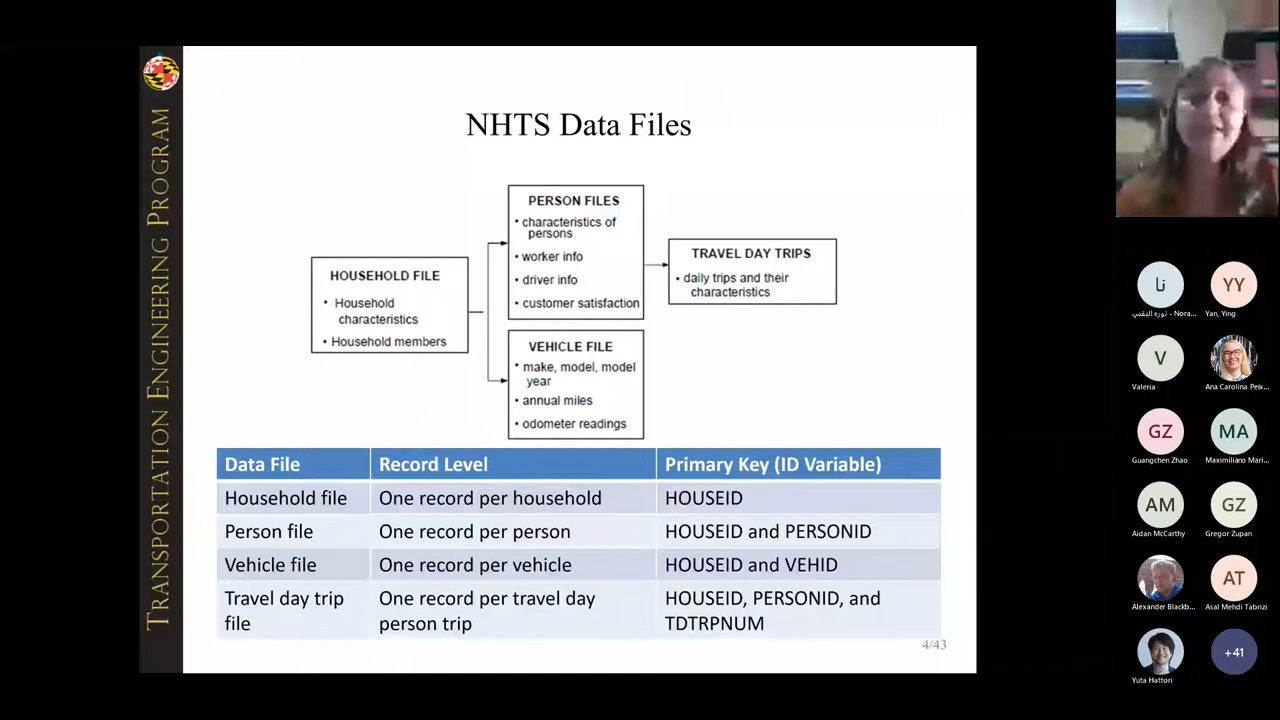 TRANSPORTATION ENGINEERING PROGRAM
NHTS Data Files
HOUSEHOLD FILE
• Household
characteristics
• Household members
PERSON FILES
• characteristics of
persons
• worker info
• driver info
• customer satisfaction
VEHICLE FILE
• make, model, model
year
• annual miles
• odometer readings
TRAVEL DAY TRIPS
• daily trips and their
characteristics
Data File Record Level Primary Key (ID Variable)
Household file One record per household HOUSEID
Person file One record per person HOUSEID and PERSONID
Vehicle file One record per vehicle HOUSEID and VEHID
Travel day trip One record per travel day HOUSEID, PERSONID, and
file person trip TDTRPNUM
4/43
نا YY
نوره البقمي - Nora... Yan, Ying
V
Valeria Ana Carolina Peix...
GZ MA
Guangchen Zhao Maximiliano Mari...
AM GZ
Aidan McCarthy Gregor Zupan
AT
Alexander Blackb... Asal Mehdi Tabrizi
+41
Yuta Hattori